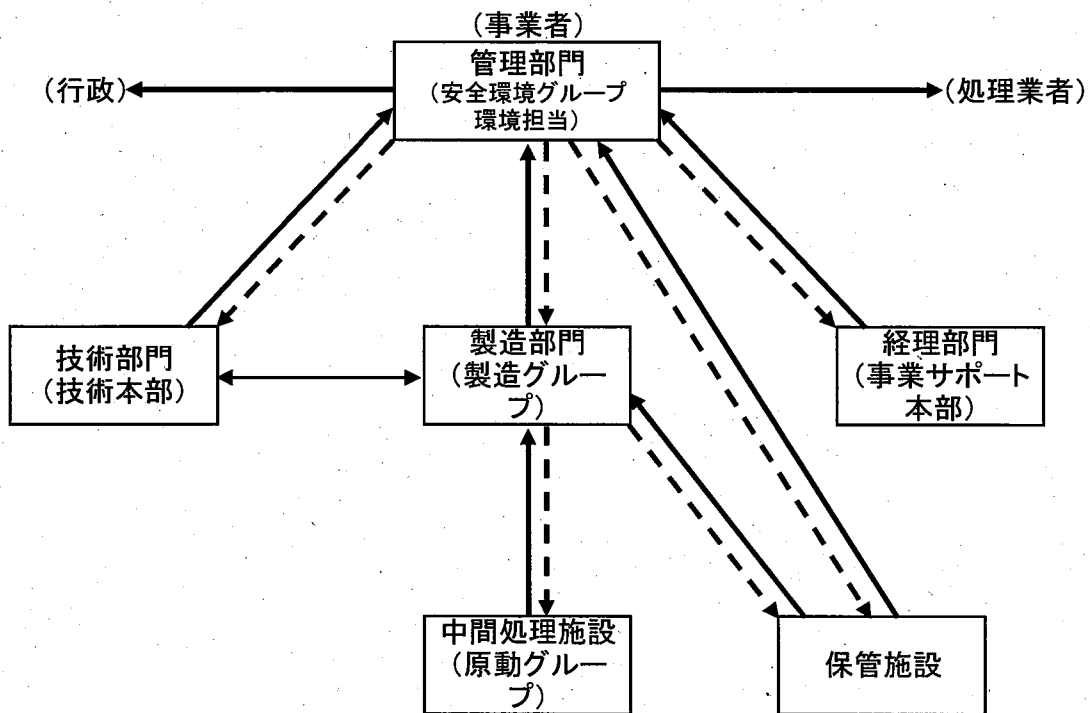 (事業者)
管理部門
(安全環境グループ
環境担当)
(行政)
(処理業者)
技術部門
(技術本部)
製造部門
(製造グルー
プ)
経理部門
(事業サポート
本部)
中間処理施設
(原動グルー
プ)
保管施設